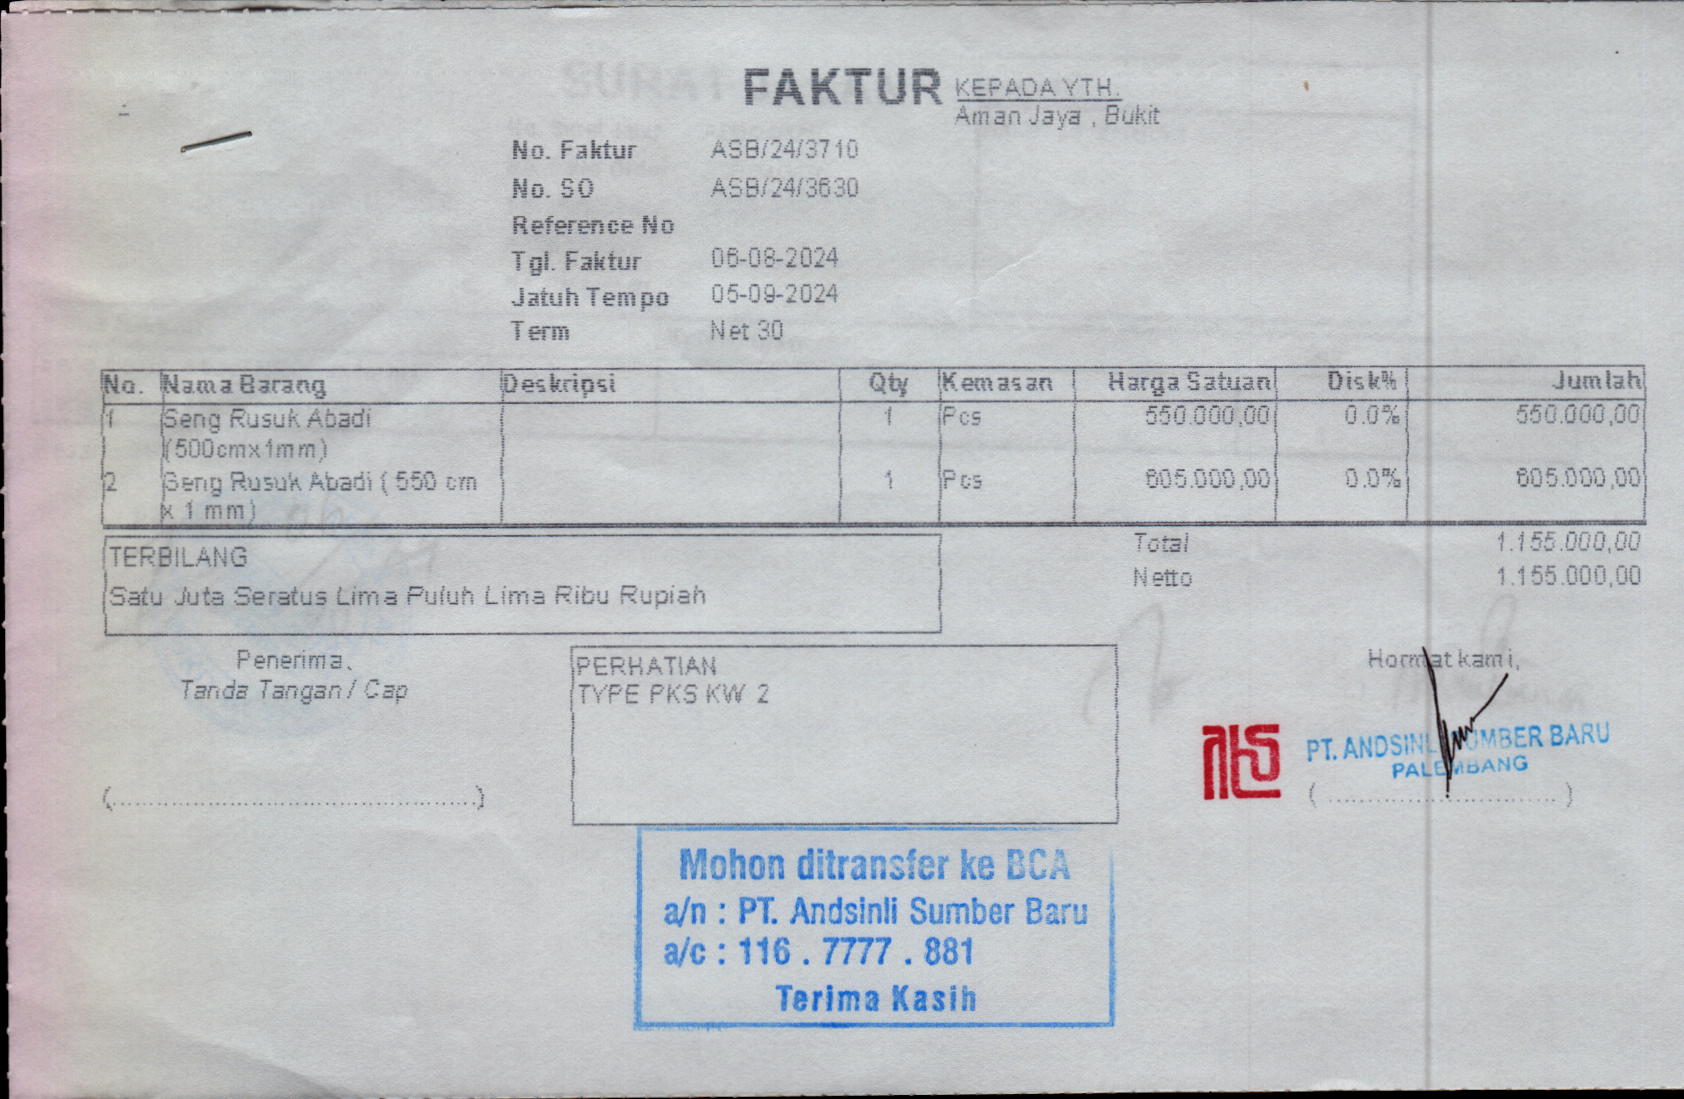 FAKTUR
KEPADA YTH.
Aman Jaya , Bukit
No. Faktur ASB/24/3710
No. SO ASB/24/3630
Reference No
Tgl. Faktur 06-08-2024
Jatuh Tempo 05-09-2024
Term Net 30
No. Nama Barang Deskripsi Qty Kemasan Harga Satuan Disk% Jumlah
1 Seng Rusuk Abadi 1 Pcs 550.000,00 0.0% 550.000,00
(500cmx1mm)
2 Seng Rusuk Abadi ( 550 cm 1 Pcs 605.000,00 0.0% 605.000,00
x 1 mm)
Total 1.155.000,00
Netto 1.155.000,00
TERBILANG
Satu Juta Seratus Lima Puluh Lima Ribu Rupiah
Penerima,
Tanda Tangan / Cap
(............................................)
PERHATIAN
TYPE PKS KW 2
Hormat kami,
PT. ANDSINLI SUMBER BARU
PALEMBANG
( ............................ )
Mohon ditransfer ke BCA
a/n : PT. Andsinli Sumber Baru
a/c : 116 . 7777 . 881
Terima Kasih